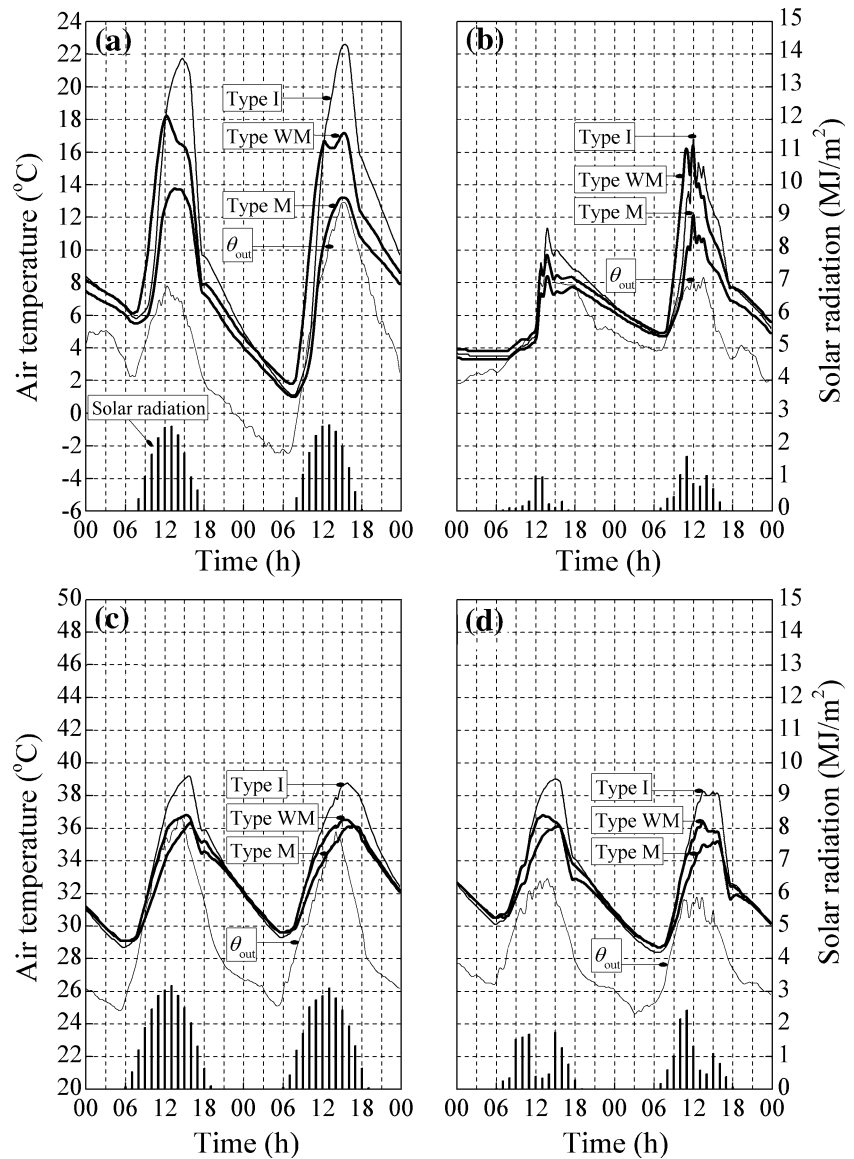 (a)
24
22
20
18
16
14
12
10
8
6
4
2
0
-2
-4
-6
Air temperature (°C)
Type I
Type WM
Type M
θout
Solar radiation
00 06 12 18 00 06 12 18 00
Time (h)
(b)
Type I
Type WM
Type M
θout
15
14
13
12
11
10
9
8
7
6
5
4
3
2
1
0
Solar radiation (MJ/m²)
00 06 12 18 00 06 12 18 00
Time (h)
(c)
50
48
46
44
42
40
38
36
34
32
30
28
26
24
22
20
Air temperature (°C)
Type I
Type WM
Type M
θout
00 06 12 18 00 06 12 18 00
Time (h)
(d)
Type I
Type WM
Type M
θout
15
14
13
12
11
10
9
8
7
6
5
4
3
2
1
0
Solar radiation (MJ/m²)
00 06 12 18 00 06 12 18 00
Time (h)